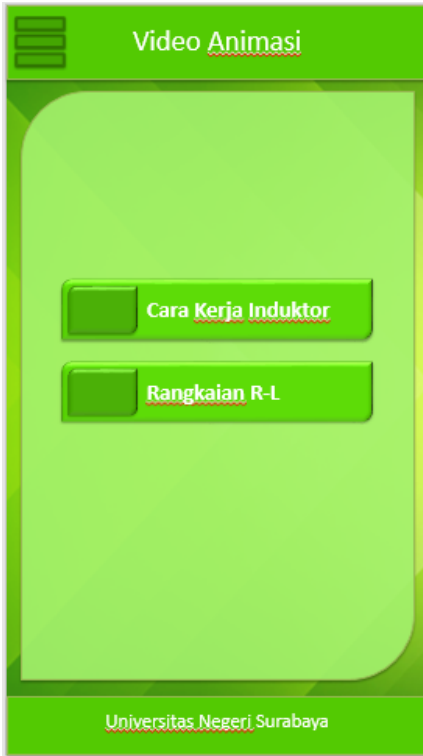 Video Animasi
Cara Kerja Induktor
Rangkaian R-L
Universitas Negeri Surabaya